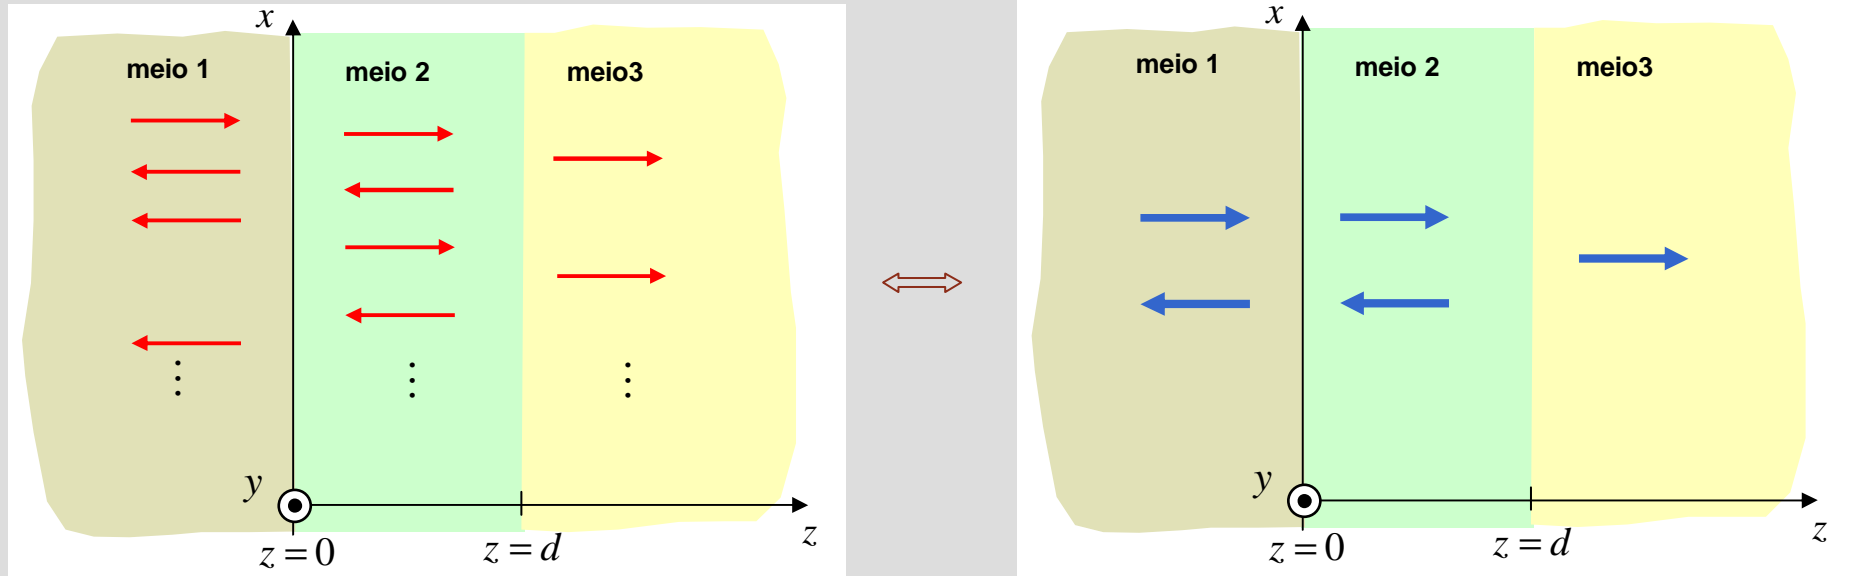 x
meio 1
meio 2
meio3
⋮
⋮
⋮
y
z
z = 0
z = d
x
meio 1
meio 2
meio3
y
z
z = 0
z = d